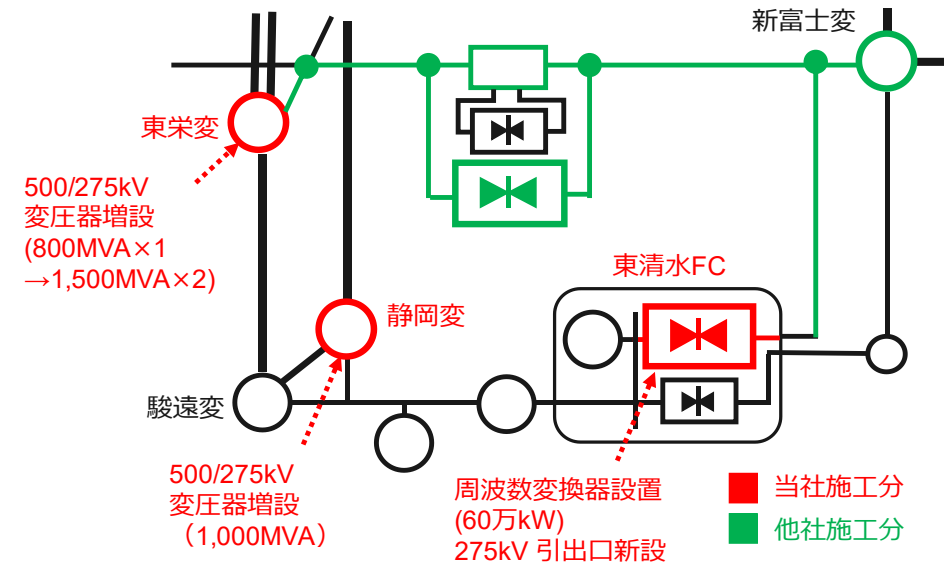 新富士変
東栄変
500/275kV
変圧器増設
(800MVA×1
→1,500MVA×2)
東清水FC
静岡変
駿遠変
500/275kV
変圧器増設
（1,000MVA）
周波数変換器設置
(60万kW)
275kV 引出口新設
当社施工分
他社施工分